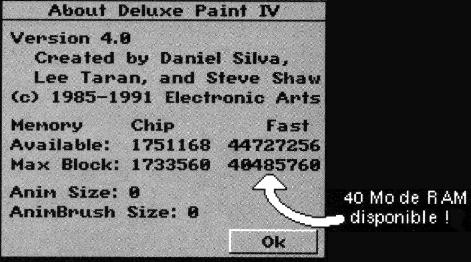 About Deluxe Paint IV
Version 4.0
Created by Daniel Silva,
Lee Taran, and Steve Shaw
(c) 1985-1991 Electronic Arts
Memory Chip Fast
Available: 1751168 44727256
Max Block: 1733560 40485760
Anim Size: 0
AnimBrush Size: 0
40 Mo de RAM
disponible !
Ok